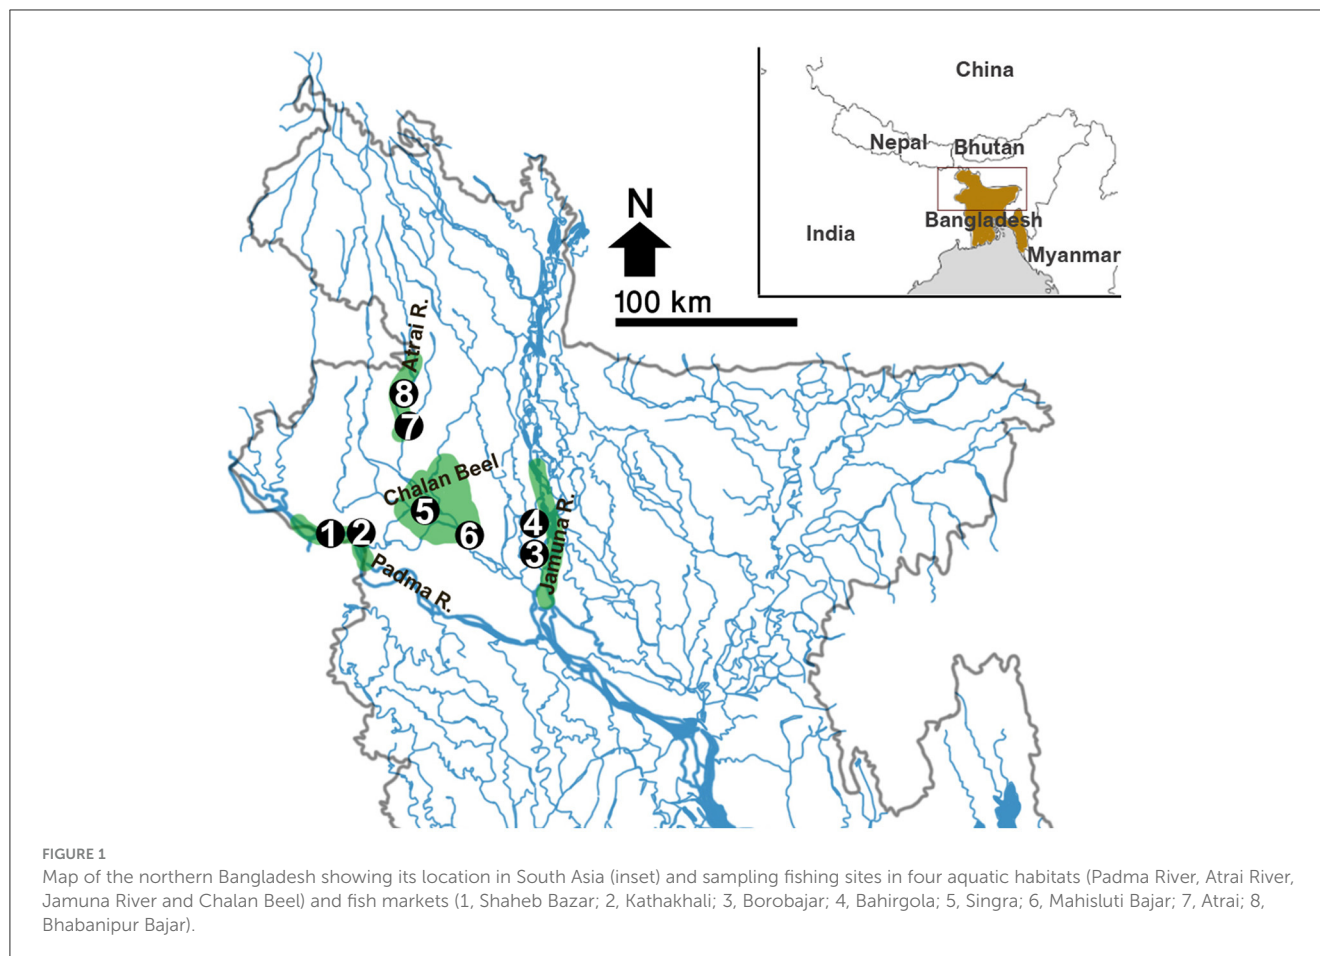 China
Nepal
Bhutan
Bangladesh
India
Myanmar
N
100 km
Atrai R.
8
7
Chalan Beel
5
6
4
3
Jamuna R.
1
2
Padma R.
FIGURE 1
Map of the northern Bangladesh showing its location in South Asia (inset) and sampling fishing sites in four aquatic habitats (Padma River, Atrai River,
Jamuna River and Chalan Beel) and fish markets (1, Shaheb Bazar; 2, Kathakhali; 3, Borobajar; 4, Bahirgola; 5, Singra; 6, Mahisluti Bajar; 7, Atrai; 8,
Bhabanipur Bajar).